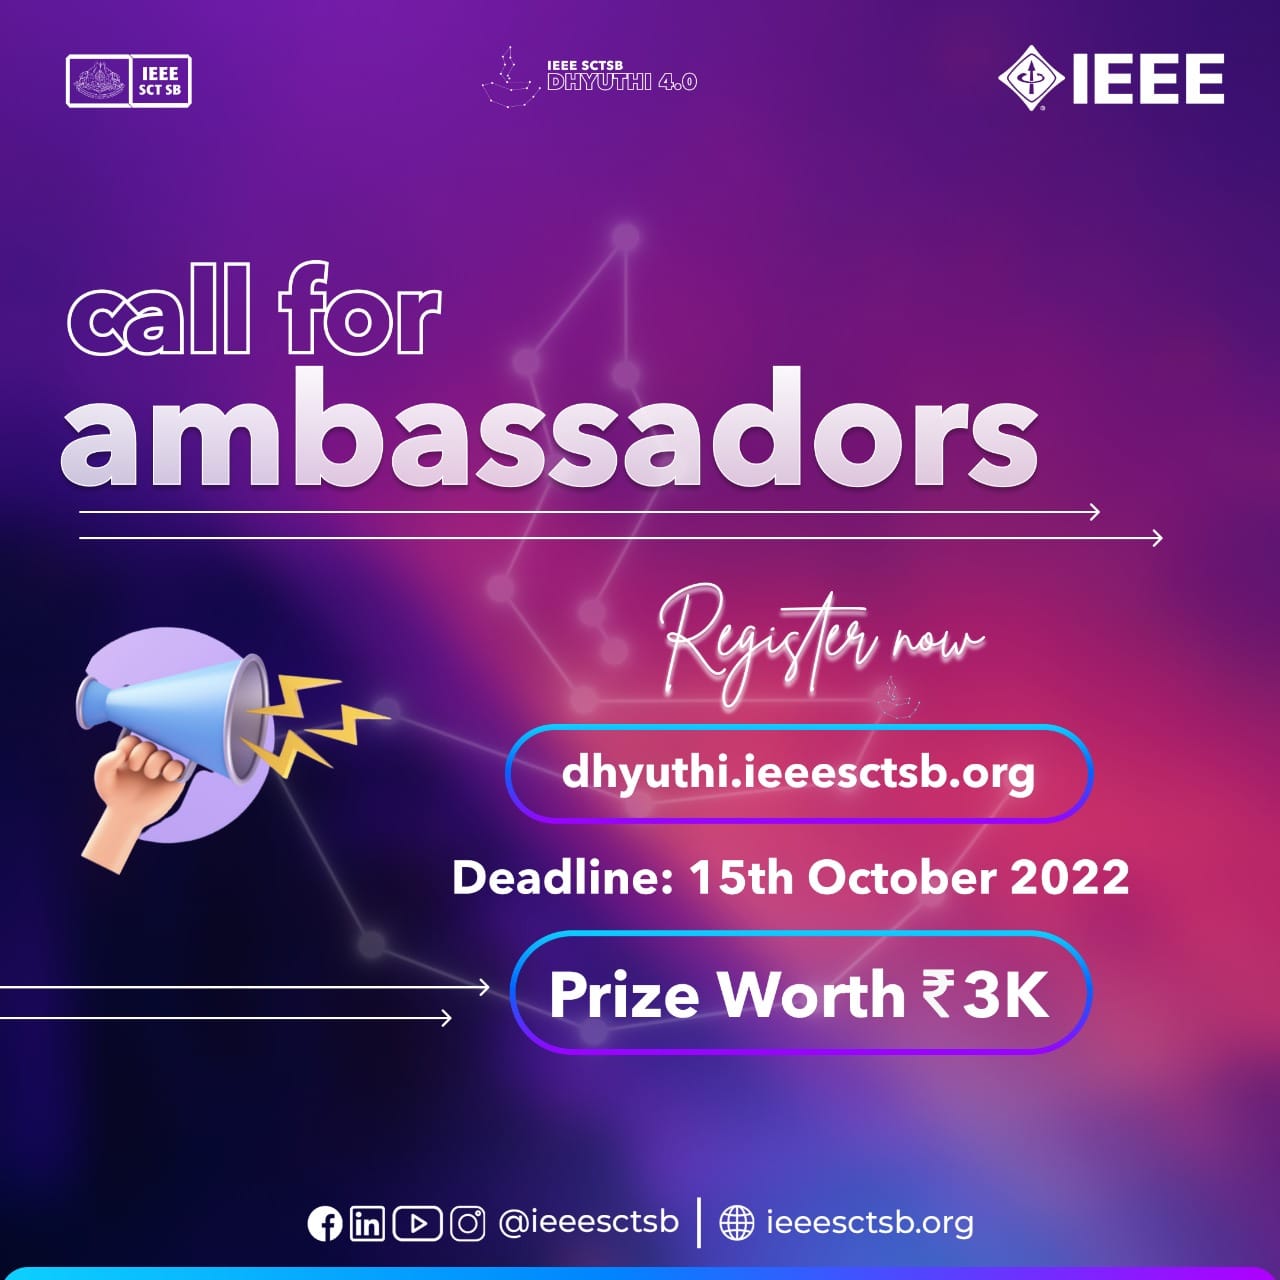 IEEE
SCT SB
IEEE SCTSB
DHYUTHI 4.0
IEEE
call for
ambassadors
Register now
dhyuthi.ieeesctsb.org
Deadline: 15th October 2022
Prize Worth ₹ 3K
@ieeesctsb | ieeesctsb.org